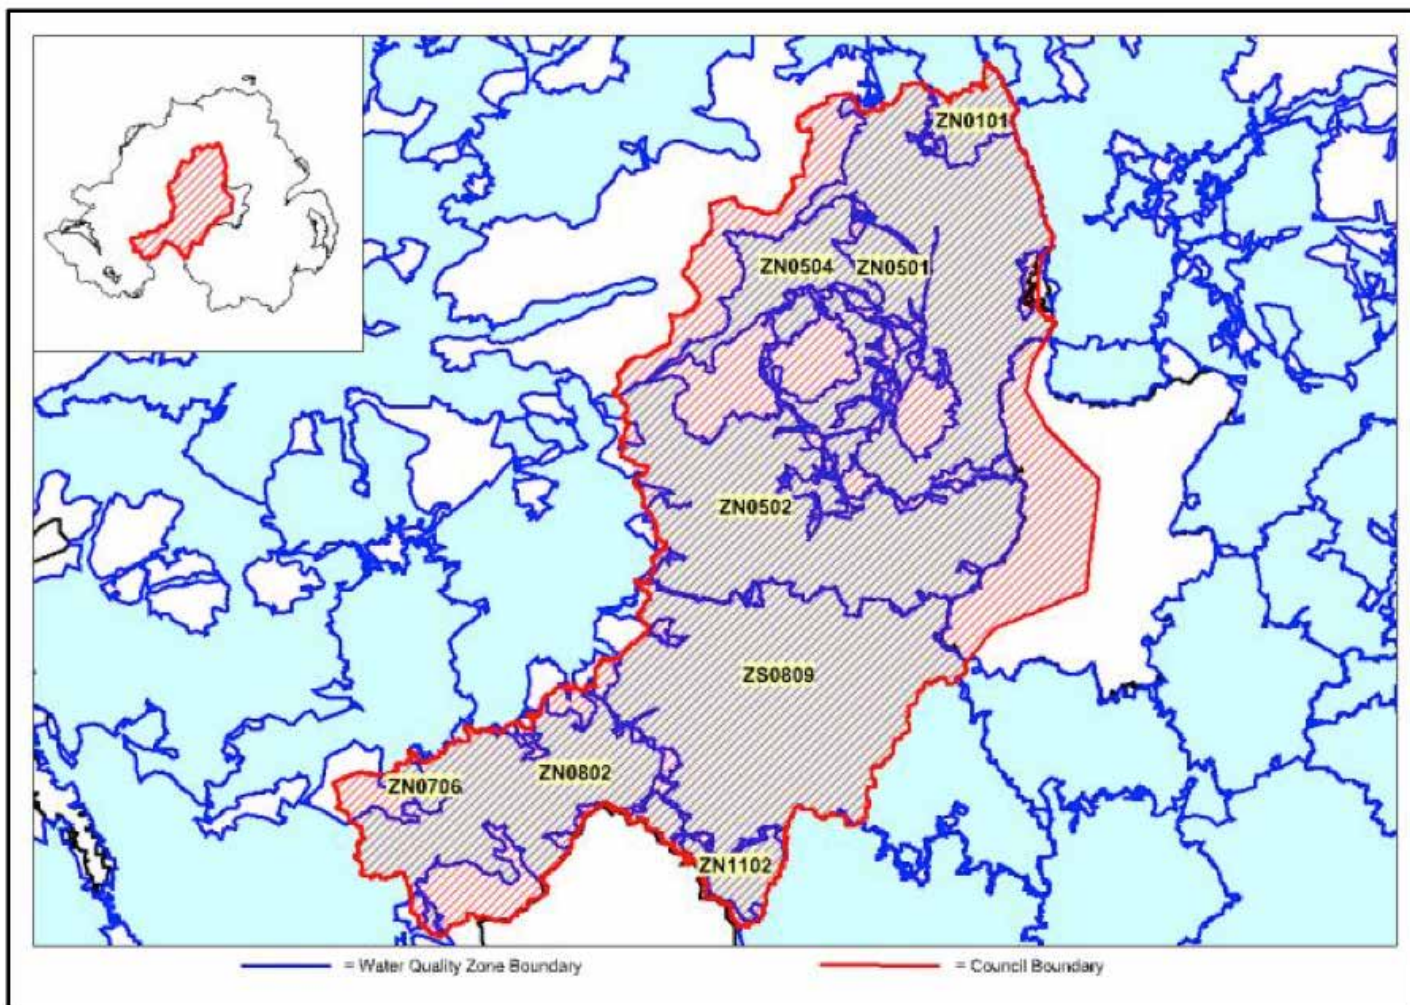 ZN0101
ZN0504
ZN0501
ZN0502
ZS0809
ZN0802
ZN0706
ZN1102
= Water Quality Zone Boundary
= Council Boundary